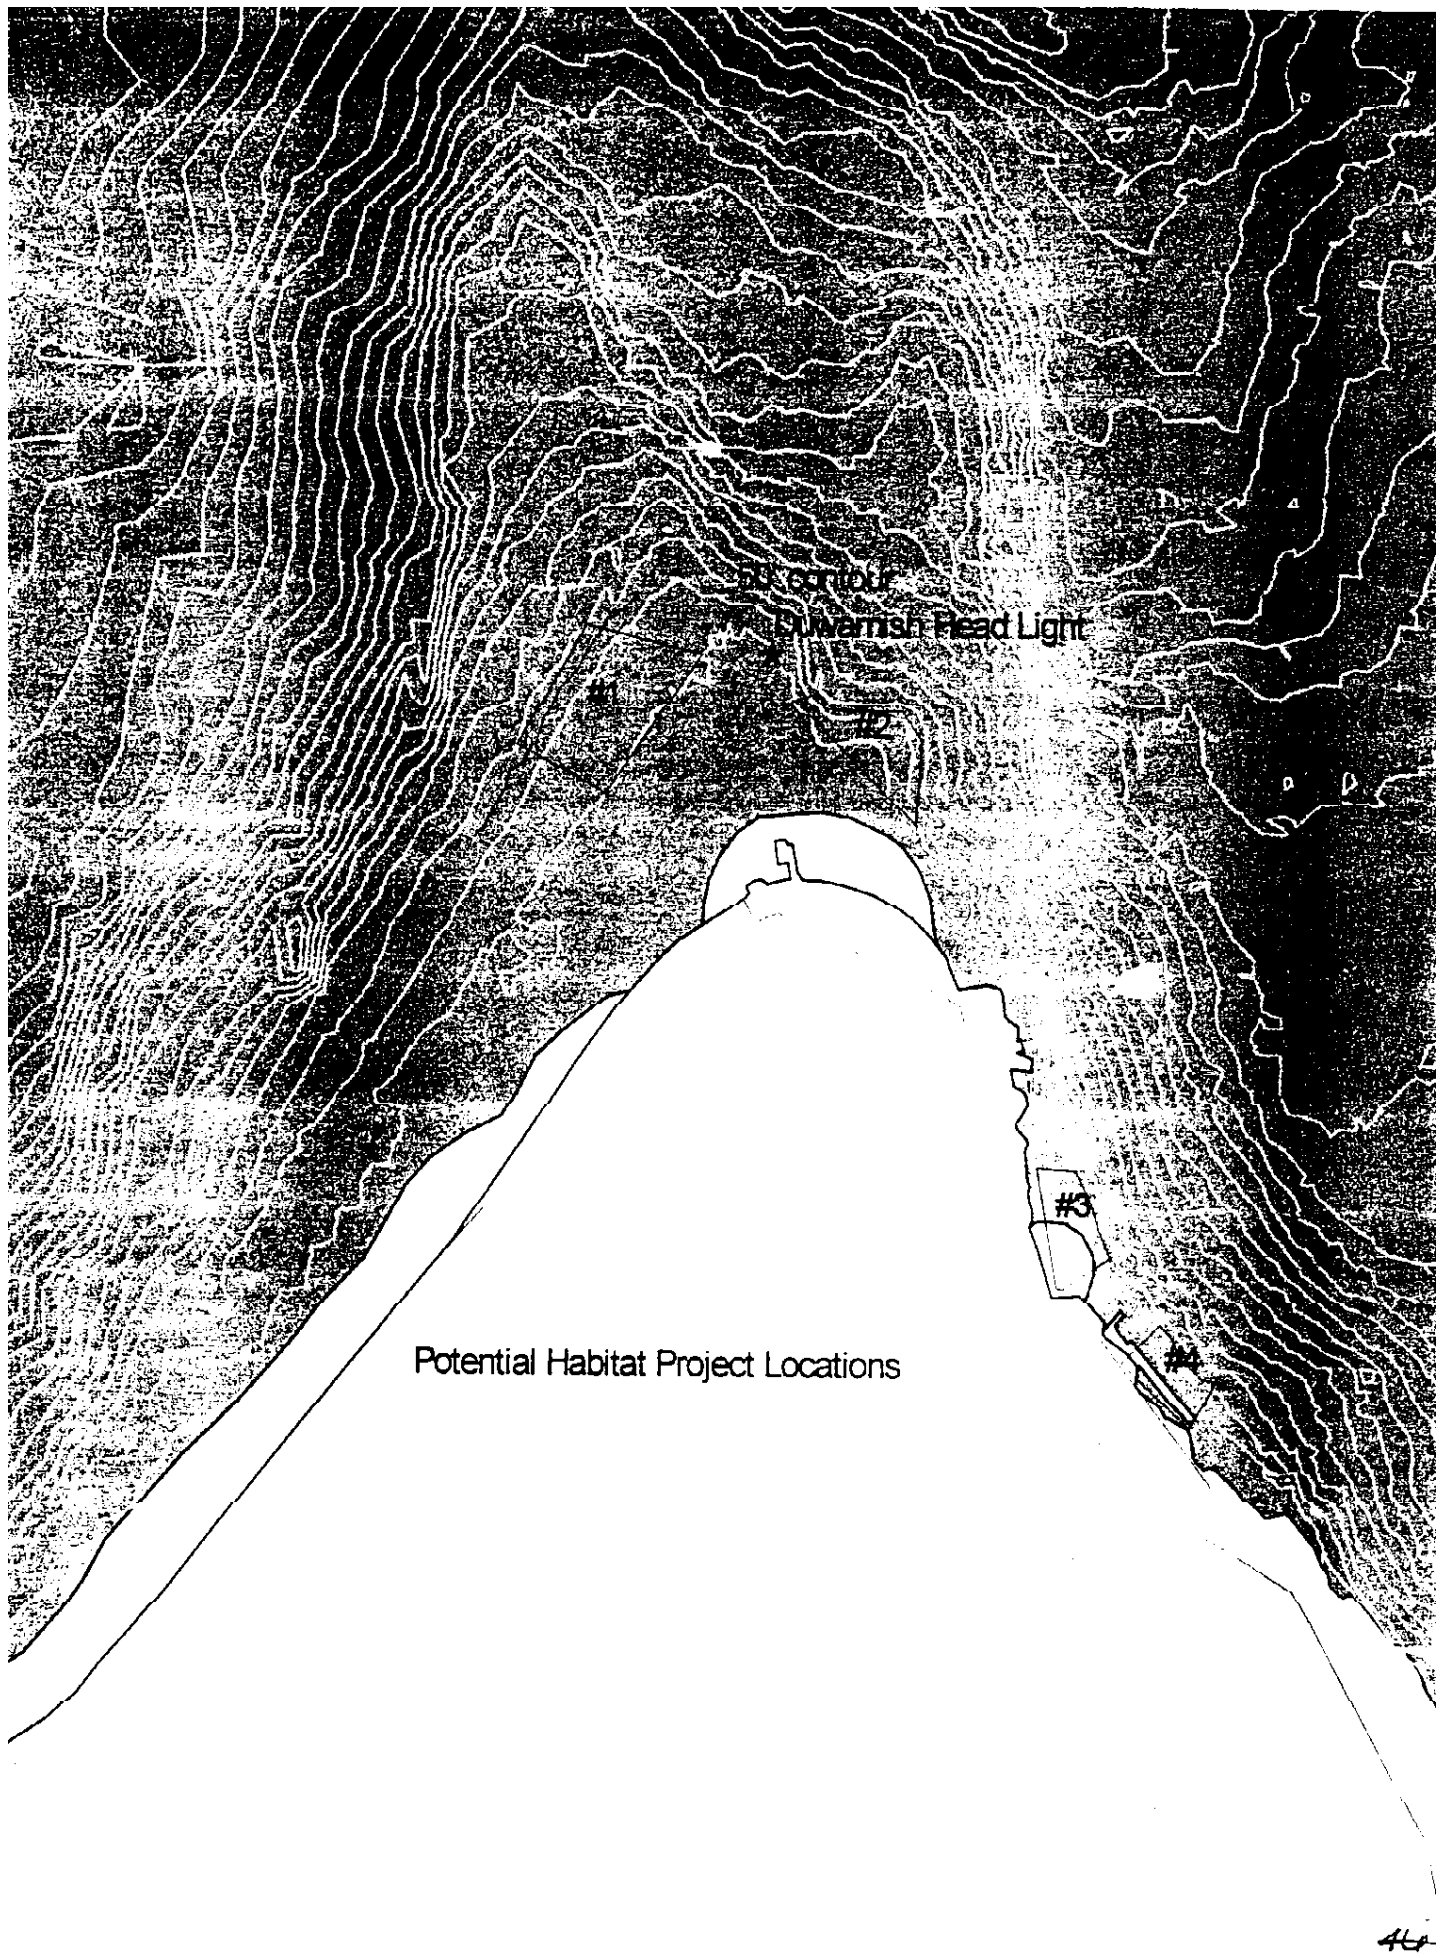 50' contour
Duwamish Head Light
#1
#2
#3
#4
Potential Habitat Project Locations